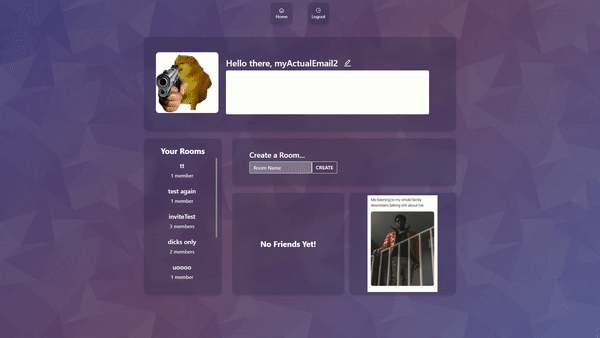 Home
Logout
Hello there, myActualEmail2
Your Rooms
tt
1 member
test again
1 member
inviteTest
3 members
dicks only
2 members
uoooo
1 member
Create a Room...
Room Name
CREATE
No Friends Yet!
Me listening to my whole family
downstairs talking shit about me